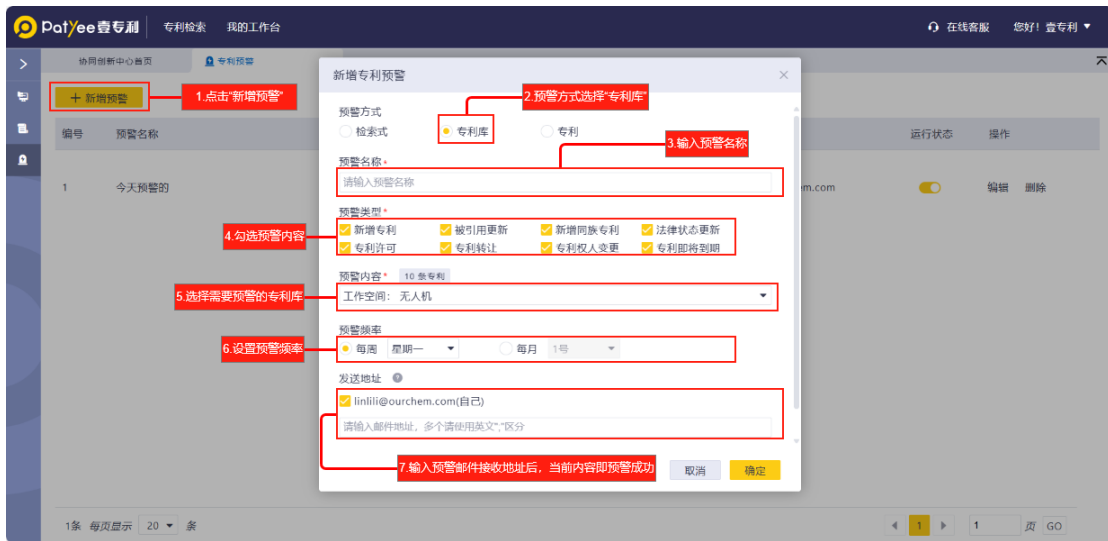 Patyee壹专利 专利检索 我的工作台 在线客服 您好！壹专利
协同创新中心首页 专利预警
新增专利预警
+ 新增预警 1.点击"新增预警" 2.预警方式选择"专利库"
预警方式
检索式 专利库 专利
编号 预警名称 运行状态 操作
3.输入预警名称
预警名称*
请输入预警名称
1 今天预警的 em.com 编辑 删除
预警类型*
4.勾选预警内容
新增专利 被引用更新 新增同族专利 法律状态更新
专利许可 专利转让 专利权人变更 专利即将到期
预警内容* 10 条专利
5.选择需要预警的专利库
工作空间：无人机
预警频率
6.设置预警频率
每周 星期一 每月 1号
发送地址
linlili@ourchem.com(自己)
请输入邮件地址，多个请使用英文";"区分
7.输入预警邮件接收地址后，当前内容即预警成功
取消 确定
1条 每页显示 20 条 1 1 页 GO